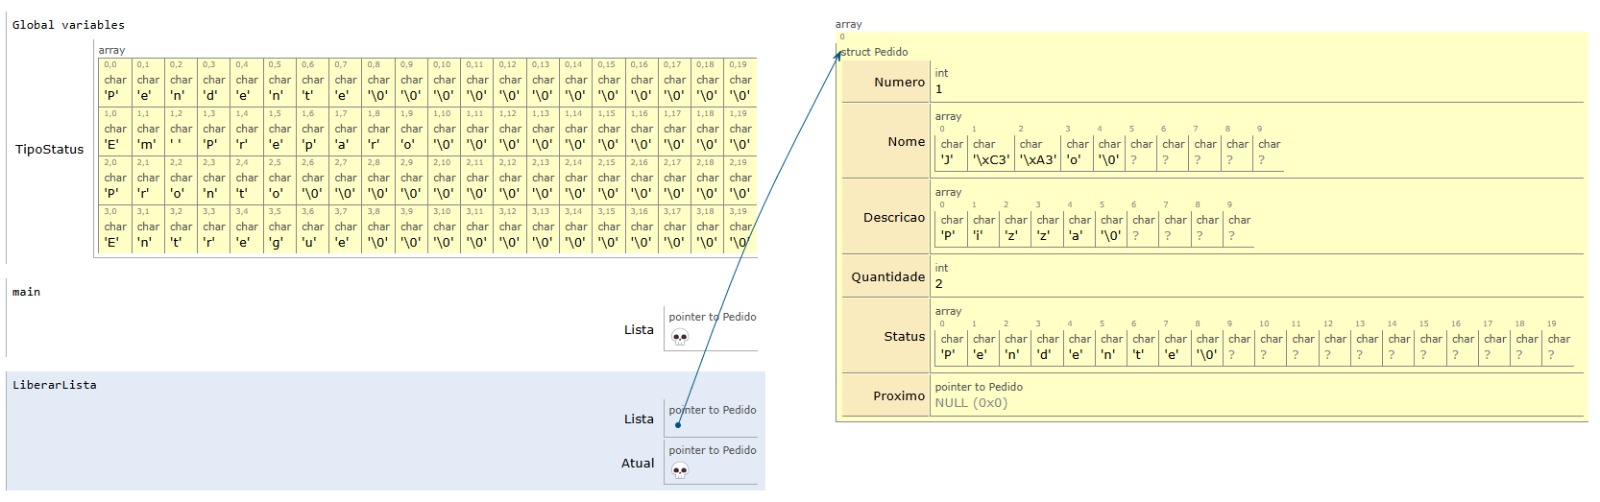 Global variables
array
0,0 0,1 0,2 0,3 0,4 0,5 0,6 0,7 0,8 0,9 0,10 0,11 0,12 0,13 0,14 0,15 0,16 0,17 0,18 0,19
char char char char char char char char char char char char char char char char char char char char
'P' 'e' 'n' 'd' 'e' 'n' 't' 'e' '\0' '\0' '\0' '\0' '\0' '\0' '\0' '\0' '\0' '\0' '\0' '\0'
1,0 1,1 1,2 1,3 1,4 1,5 1,6 1,7 1,8 1,9 1,10 1,11 1,12 1,13 1,14 1,15 1,16 1,17 1,18 1,19
char char char char char char char char char char char char char char char char char char char char
TipoStatus
'E' 'm' ' ' 'P' 'r' 'e' 'p' 'a' 'r' 'o' '\0' '\0' '\0' '\0' '\0' '\0' '\0' '\0' '\0' '\0'
2,0 2,1 2,2 2,3 2,4 2,5 2,6 2,7 2,8 2,9 2,10 2,11 2,12 2,13 2,14 2,15 2,16 2,17 2,18 2,19
char char char char char char char char char char char char char char char char char char char char
'P' 'r' 'o' 'n' 't' 'o' '\0' '\0' '\0' '\0' '\0' '\0' '\0' '\0' '\0' '\0' '\0' '\0' '\0' '\0'
3,0 3,1 3,2 3,3 3,4 3,5 3,6 3,7 3,8 3,9 3,10 3,11 3,12 3,13 3,14 3,15 3,16 3,17 3,18 3,19
char char char char char char char char char char char char char char char char char char char char
'E' 'n' 't' 'r' 'e' 'g' 'u' 'e' '\0' '\0' '\0' '\0' '\0' '\0' '\0' '\0' '\0' '\0' '\0' '\0'
main
pointer to Pedido
Lista
LiberarLista
pointer to Pedido
Lista
pointer to Pedido
Atual
array
0
struct Pedido
int
Numero
1
array
0 1 2 3 4 5 6 7 8 9
Nome
char char char char char char char char char char
'J' '\xC3' '\xA3' 'o' '\0' ? ? ? ? ?
array
0 1 2 3 4 5 6 7 8 9
Descricao
char char char char char char char char char char
'P' 'i' 'z' 'z' 'a' '\0' ? ? ? ?
int
Quantidade
2
array
0 1 2 3 4 5 6 7 8 9 10 11 12 13 14 15 16 17 18 19
Status
char char char char char char char char char char char char char char char char char char char char
'P' 'e' 'n' 'd' 'e' 'n' 't' 'e' '\0' ? ? ? ? ? ? ? ? ? ? ?
pointer to Pedido
Proximo
NULL (0x0)